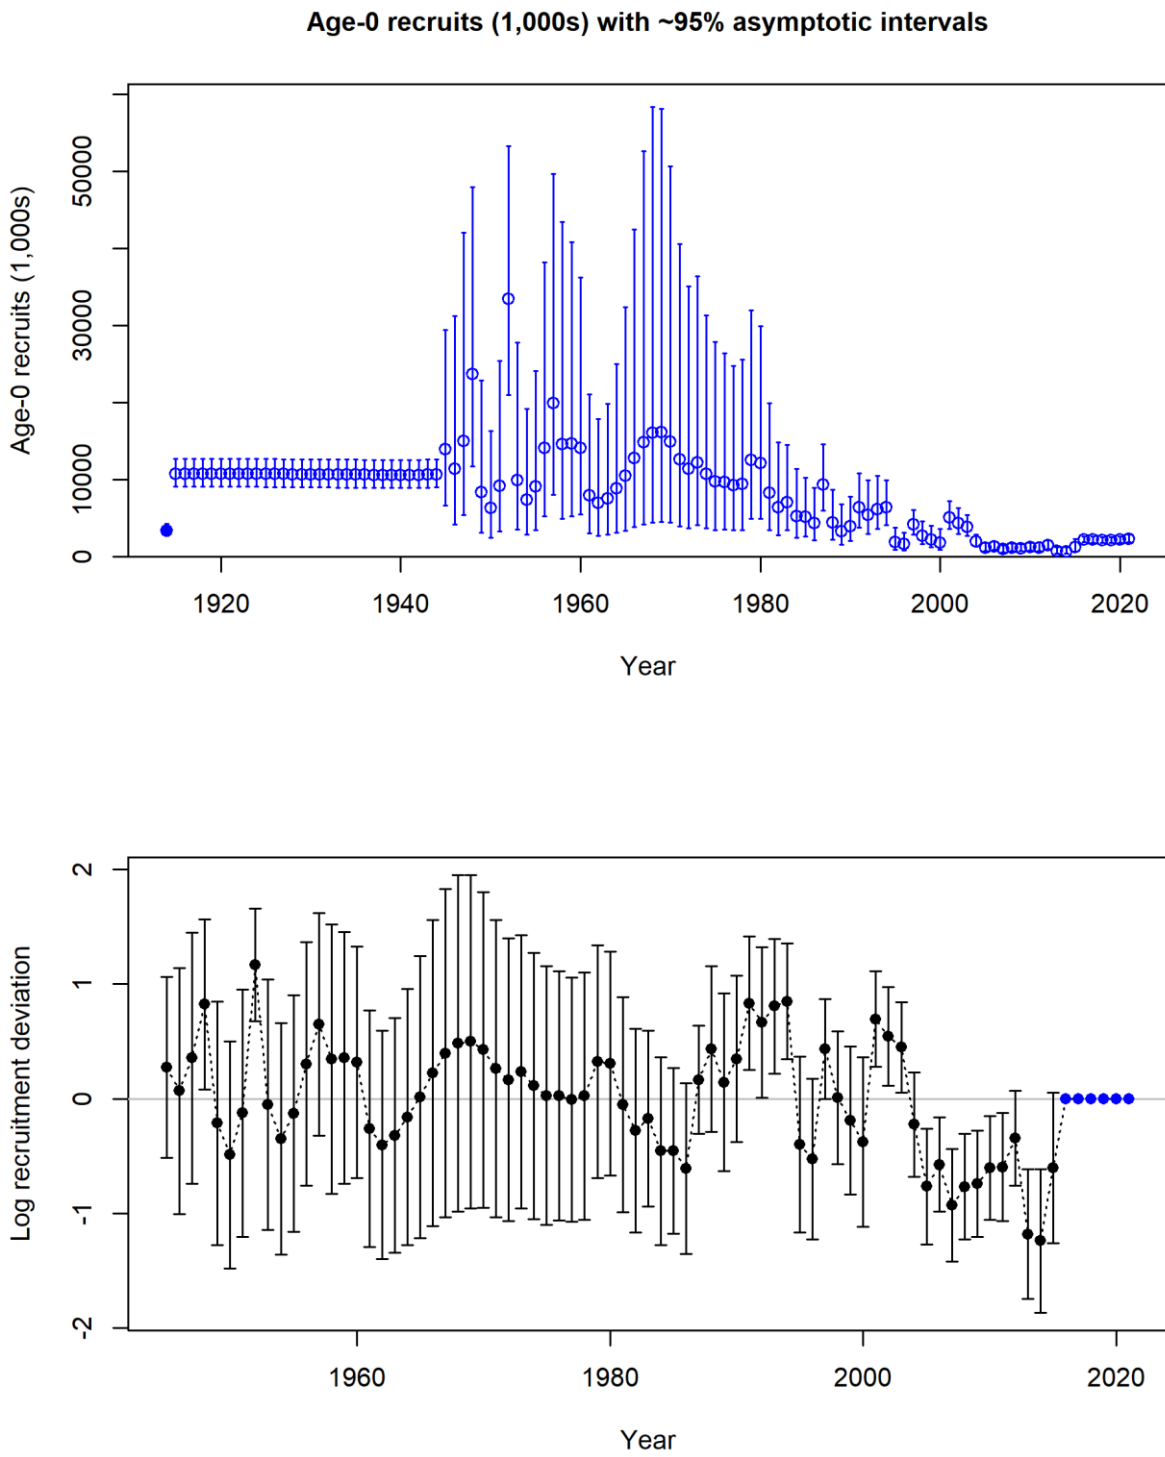 Age-0 recruits (1,000s) with ~95% asymptotic intervals
Age-0 recruits (1,000s)
50000
30000
10000
0
1920 1940 1960 1980 2000 2020
Year
Log recruitment deviation
2
1
0
-1
-2
1960 1980 2000 2020
Year